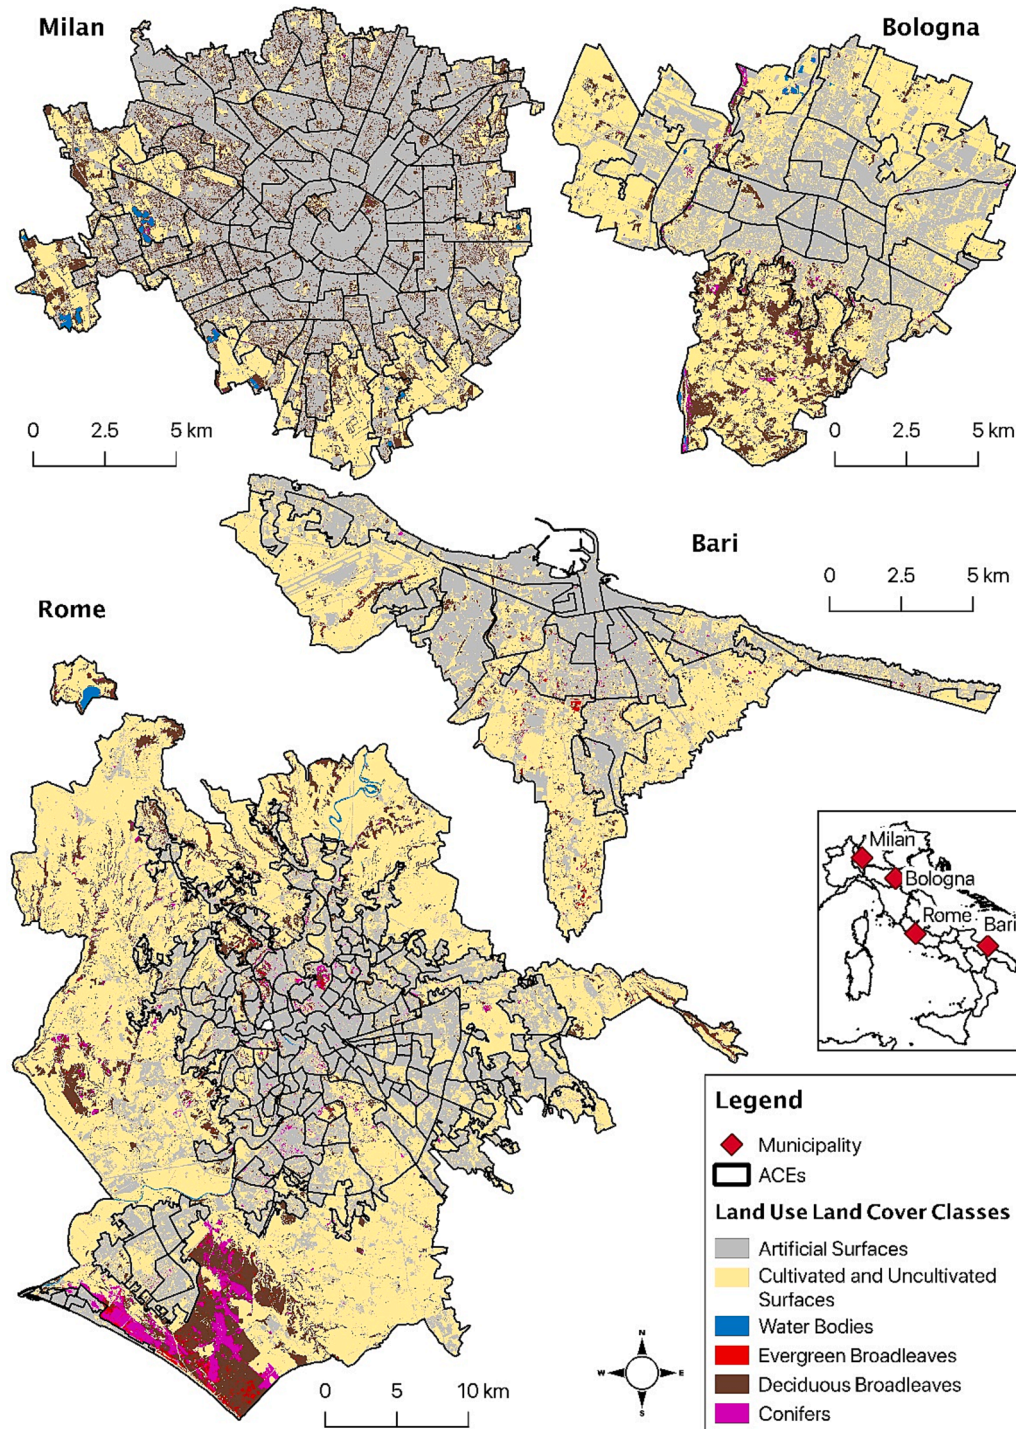 Milan
Bologna
0 2.5 5 km
0 2.5 5 km
Bari
0 2.5 5 km
Rome
Milan
Bologna
Rome
Bari
Legend
Municipality
ACEs
Land Use Land Cover Classes
Artificial Surfaces
Cultivated and Uncultivated
Surfaces
Water Bodies
Evergreen Broadleaves
Deciduous Broadleaves
Conifers
N
W E
S
0 5 10 km